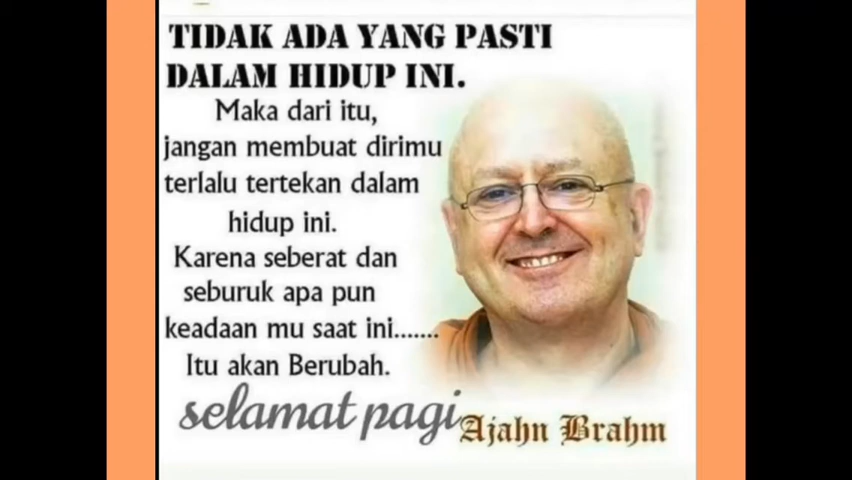 TIDAK ADA YANG PASTI
DALAM HIDUP INI.
Maka dari itu,
jangan membuat dirimu
terlalu tertekan dalam
hidup ini.
Karena seberat dan
seburuk apa pun
keadaan mu saat ini.......
Itu akan Berubah.
selamat pagi
Ajahn Brahm